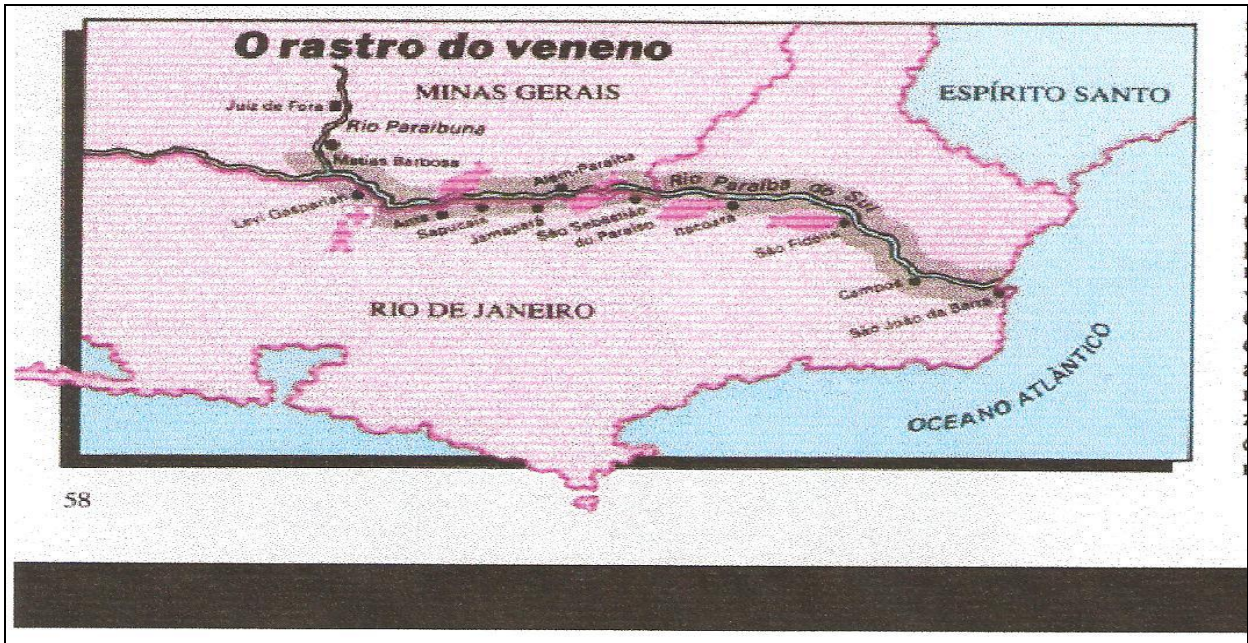 O rastro do veneno
MINAS GERAIS
ESPÍRITO SANTO
Juiz de Fora
Rio Paraibuna
Matias Barbosa
Além-Paraíba
Rio Paraíba do Sul
Levi Gasparian
Anta
Sapucaia
Jamapará
São Sebastião
do Paraíso
Itaocara
São Fidélis
Campos
São João da Barra
RIO DE JANEIRO
OCEANO ATLÂNTICO
58